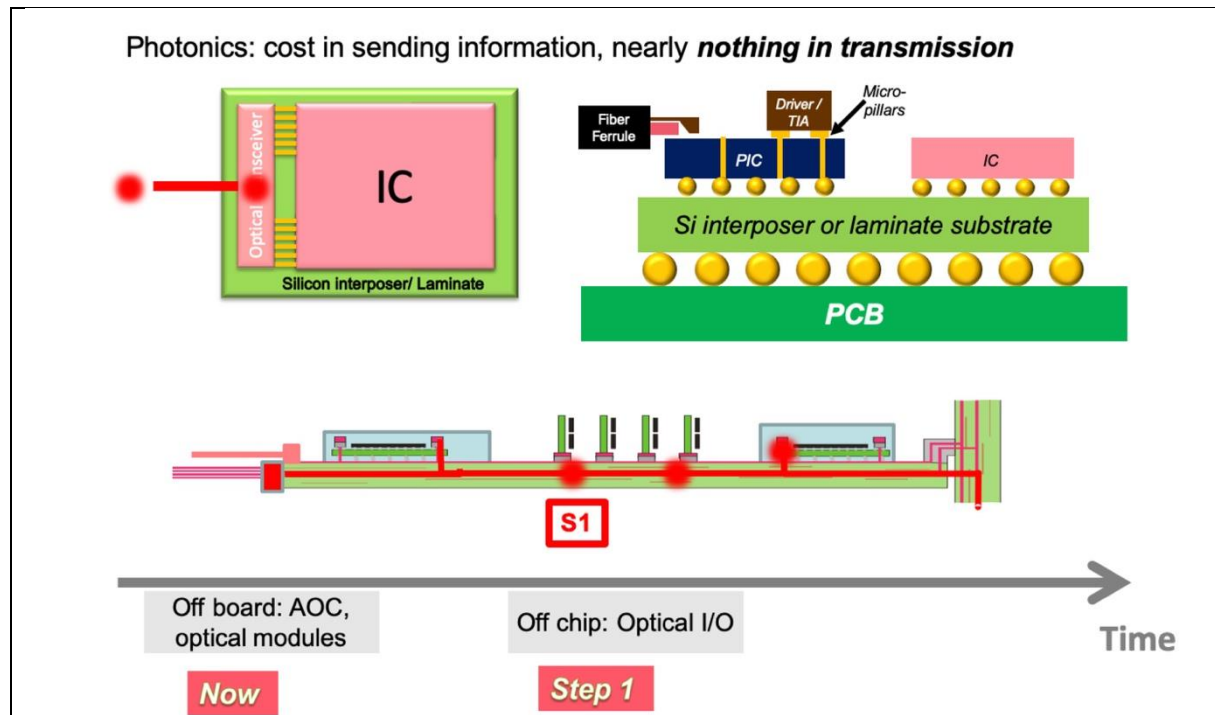 Photonics: cost in sending information, nearly nothing in transmission
Optical nsceiver
IC
Silicon interposer/ Laminate
Fiber
Ferrule
Driver /
TIA
Micro-
pillars
PIC
IC
Si interposer or laminate substrate
PCB
S1
Off board: AOC,
optical modules
Off chip: Optical I/O
Time
Now
Step 1